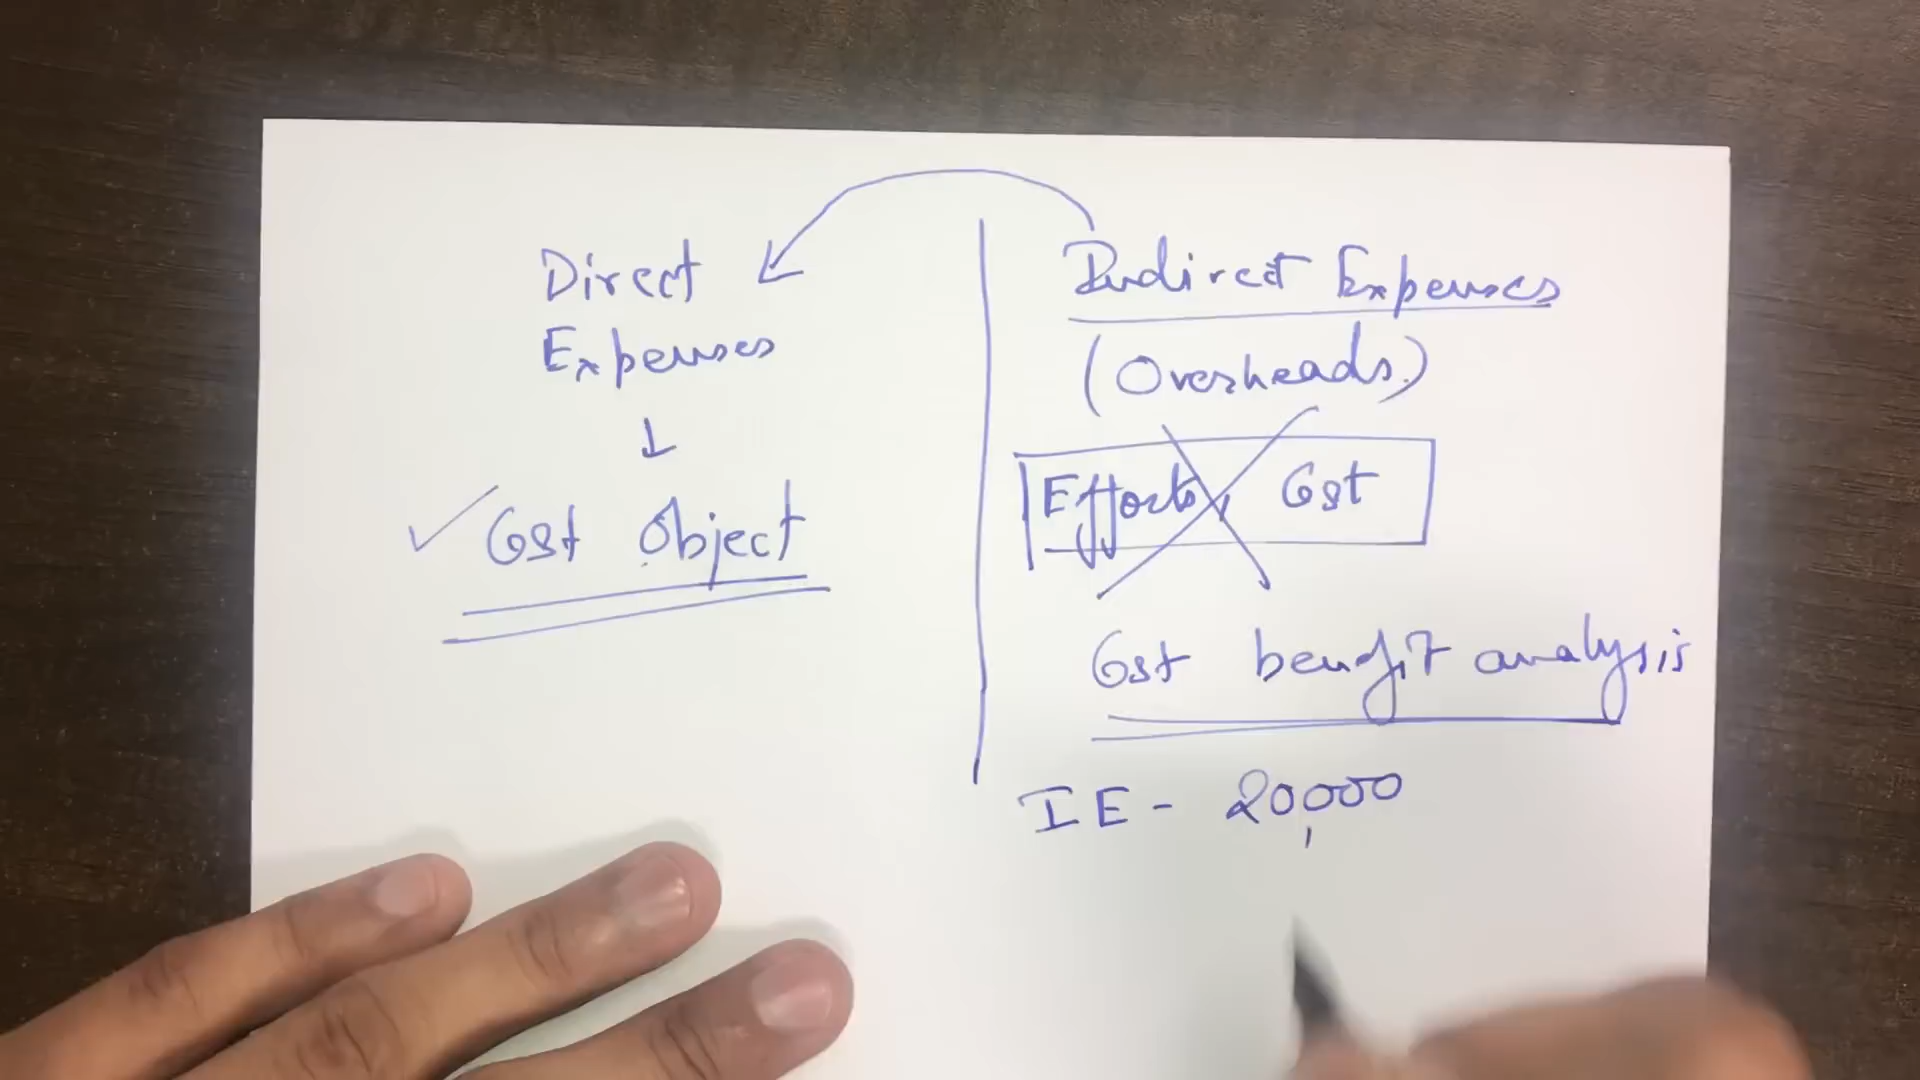 Direct
Expenses
Cost Object
Indirect Expenses
(Overheads)
Efforts, Cost
Cost benefit analysis
IE - 20,000